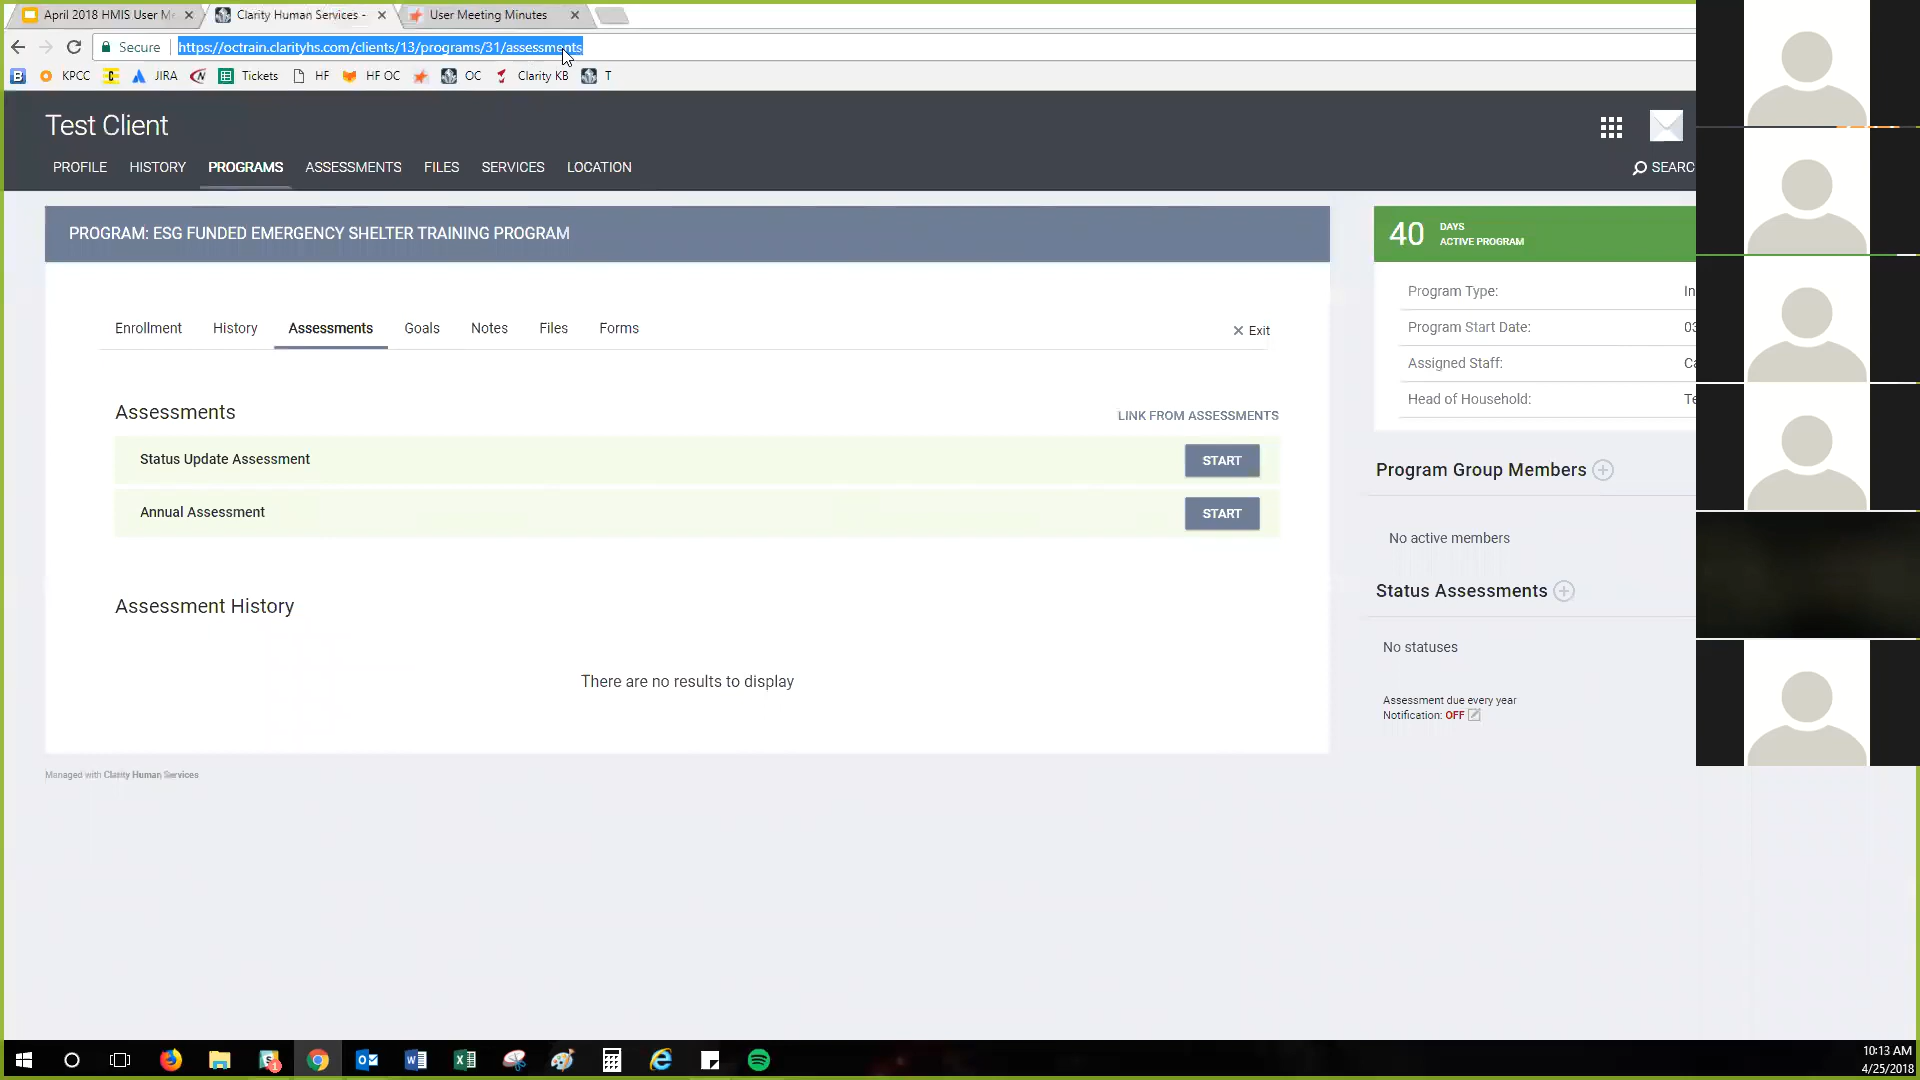 April 2018 HMIS User M
Clarity Human Services -
User Meeting Minutes
Secure
https://octrain.clarityhs.com/clients/13/programs/31/assessments
KPCC
JIRA
Tickets
HF
HF OC
OC
Clarity KB
T
Test Client
PROFILE
HISTORY
PROGRAMS
ASSESSMENTS
FILES
SERVICES
LOCATION
SEARC
PROGRAM: ESG FUNDED EMERGENCY SHELTER TRAINING PROGRAM
40 DAYS
ACTIVE PROGRAM
Enrollment
History
Assessments
Goals
Notes
Files
Forms
Exit
Program Type: In
Program Start Date: 03
Assigned Staff: Ca
Head of Household: Te
Assessments
LINK FROM ASSESSMENTS
Status Update Assessment
START
Annual Assessment
START
Program Group Members
No active members
Status Assessments
No statuses
Assessment due every year
Notification: OFF
Assessment History
There are no results to display
Managed with Clarity Human Services
10:13 AM
4/25/2018